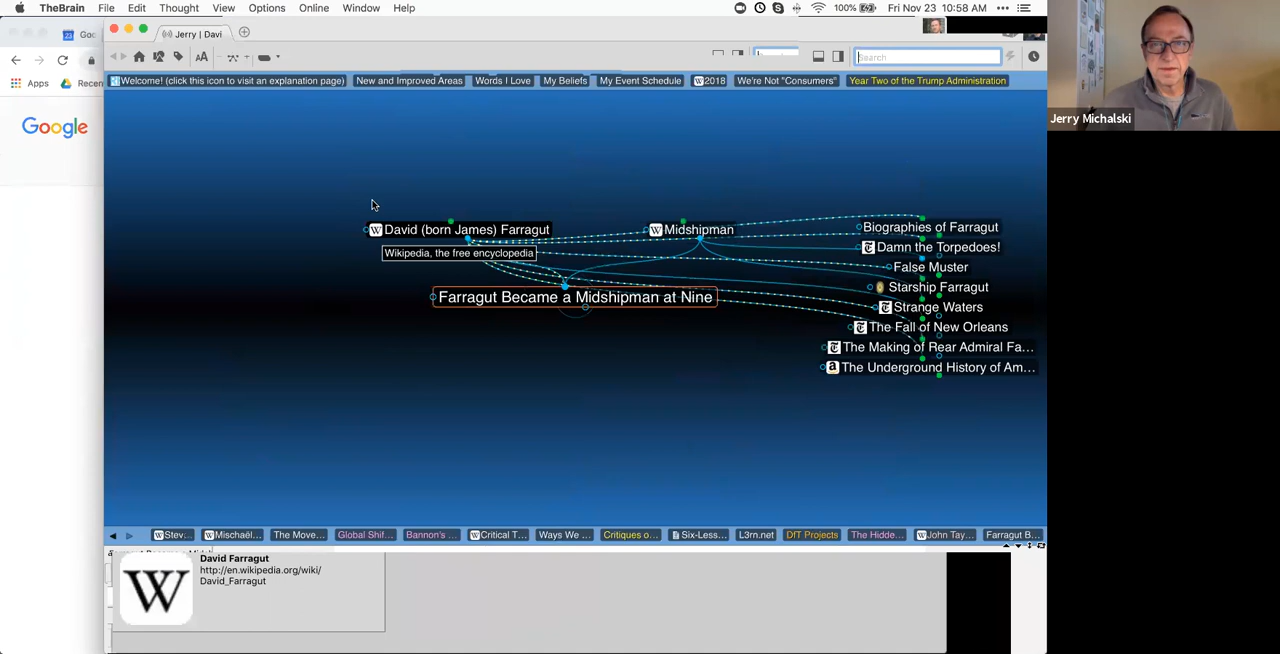 TheBrain File Edit Thought View Options Online Window Help 100% Fri Nov 23 10:58 AM
Jerry | Davi
Search
Apps
Welcome! (click this icon to visit an explanation page) New and Improved Areas Words I Love My Beliefs My Event Schedule 2018 We're Not "Consumers" Year Two of the Trump Administration
Google
Jerry Michalski
David (born James) Farragut
Midshipman
Wikipedia, the free encyclopedia
Farragut Became a Midshipman at Nine
Biographies of Farragut
Damn the Torpedoes!
False Muster
Starship Farragut
Strange Waters
The Fall of New Orleans
The Making of Rear Admiral Fa...
The Underground History of Am...
Stev... Mischaël... The Move... Global Shif... Bannon's ... Critical T... Ways We ... Critiques o... Six-Less... L3rn.net DfT Projects The Hidde... John Tay... Farragut B...
David Farragut
http://en.wikipedia.org/wiki/
David_Farragut